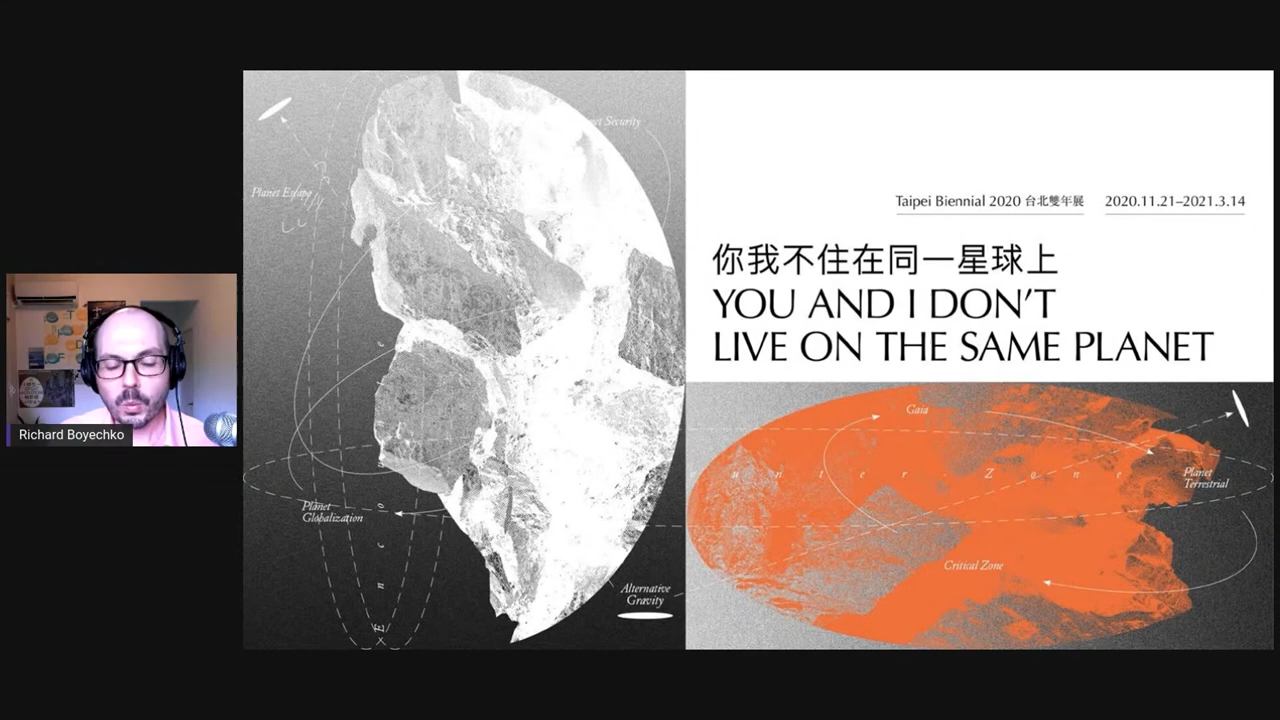 Planet Escape
et Security
Planet
Globalization
Alternative
Gravity
Taipei Biennial 2020 台北雙年展
2020.11.21–2021.3.14
你我不住在同一星球上
YOU AND I DON'T
LIVE ON THE SAME PLANET
Gaia
u n t e r Z o n e
Planet
Terrestrial
Critical Zone
E n c o
Richard Boyechko